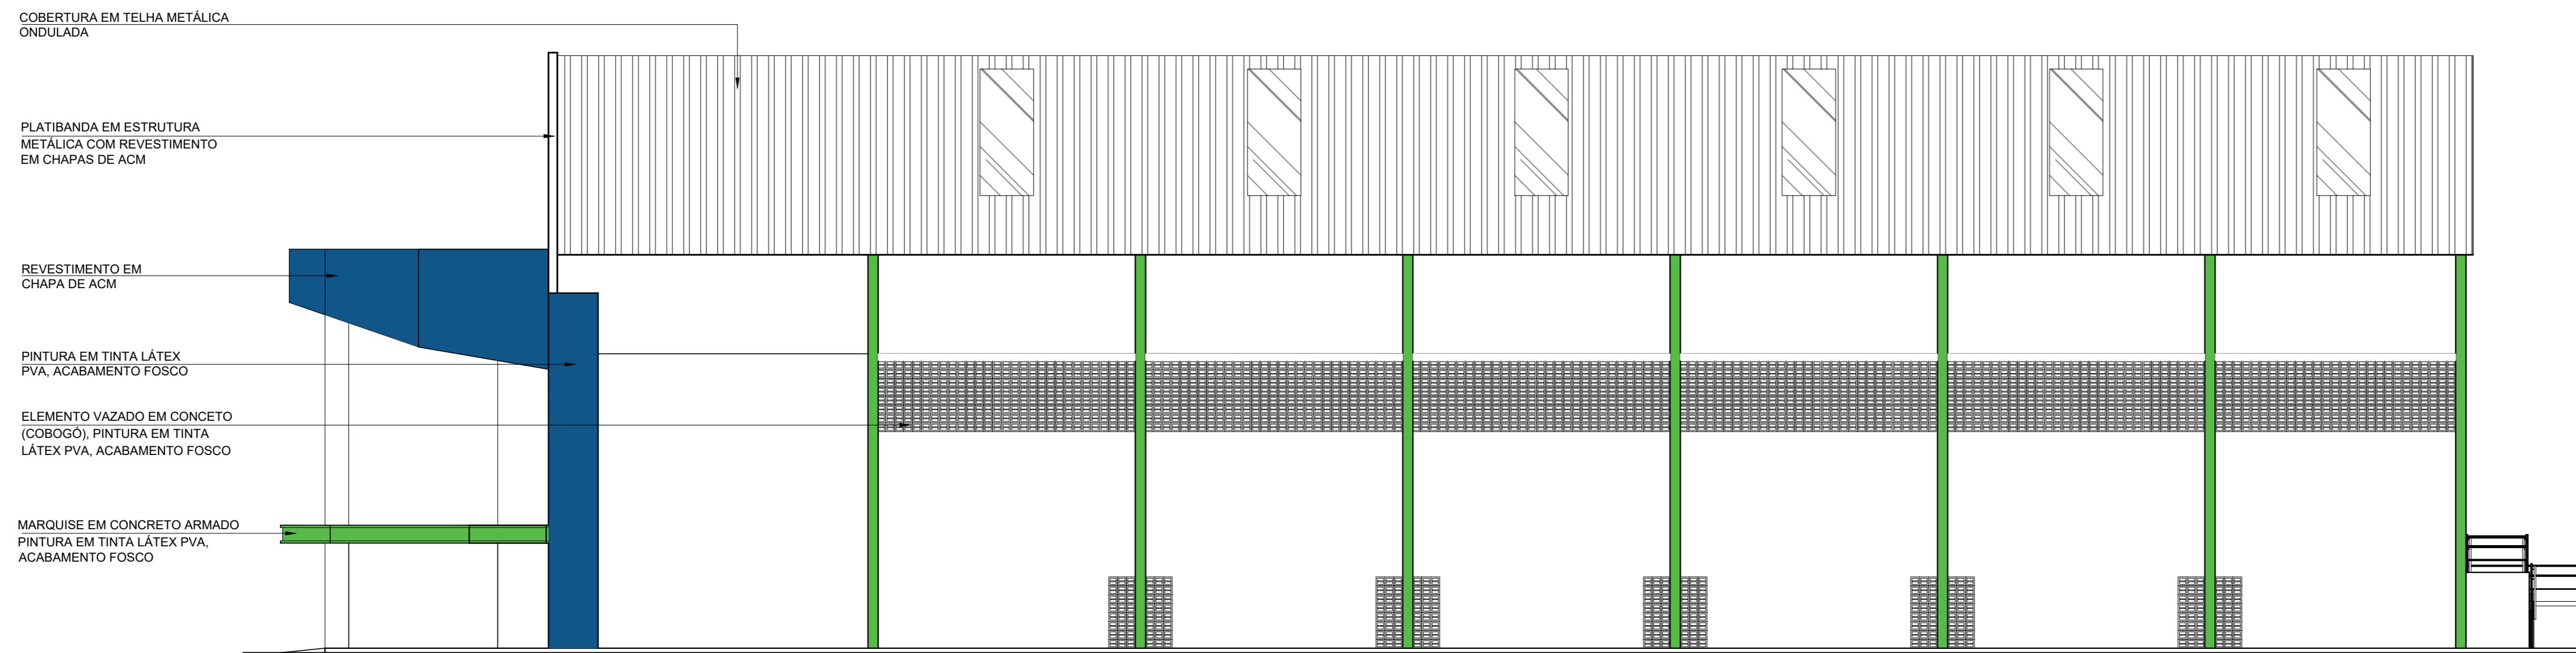 COBERTURA EM TELHA METÁLICA
ONDULADA
PLATIBANDA EM ESTRUTURA
METÁLICA COM REVESTIMENTO
EM CHAPAS DE ACM
REVESTIMENTO EM
CHAPA DE ACM
PINTURA EM TINTA LÁTEX
PVA, ACABAMENTO FOSCO
ELEMENTO VAZADO EM CONCETO
(COBOGÓ), PINTURA EM TINTA
LÁTEX PVA, ACABAMENTO FOSCO
MARQUISE EM CONCRETO ARMADO
PINTURA EM TINTA LÁTEX PVA,
ACABAMENTO FOSCO